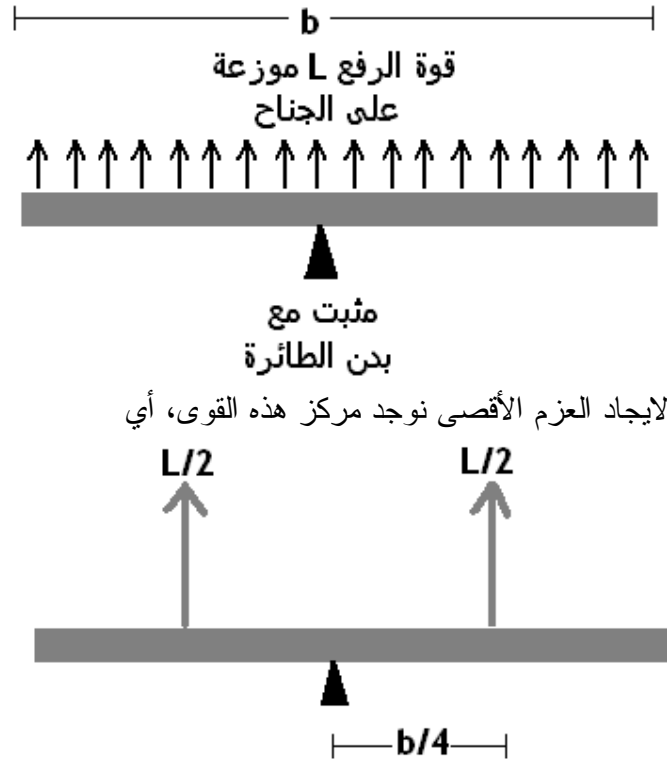 b
قوة الرفع L موزعة
على الجناح
مثبت مع
بدن الطائرة
لايجاد العزم الأقصى نوجد مركز هذه القوى، أي
L/2 L/2
b/4